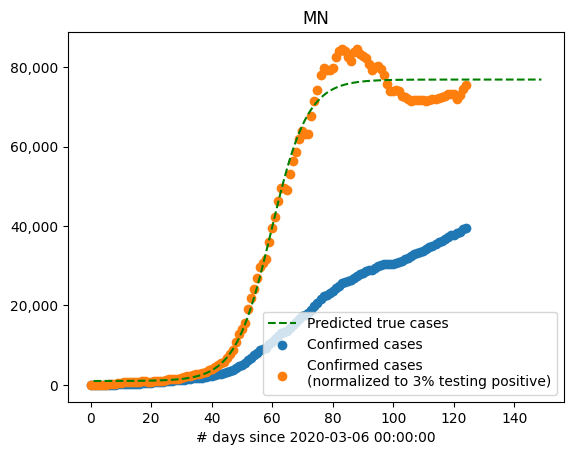 MN
80,000
60,000
40,000
20,000
0
Predicted true cases
Confirmed cases
Confirmed cases
(normalized to 3% testing positive)
0 20 40 60 80 100 120 140
# days since 2020-03-06 00:00:00